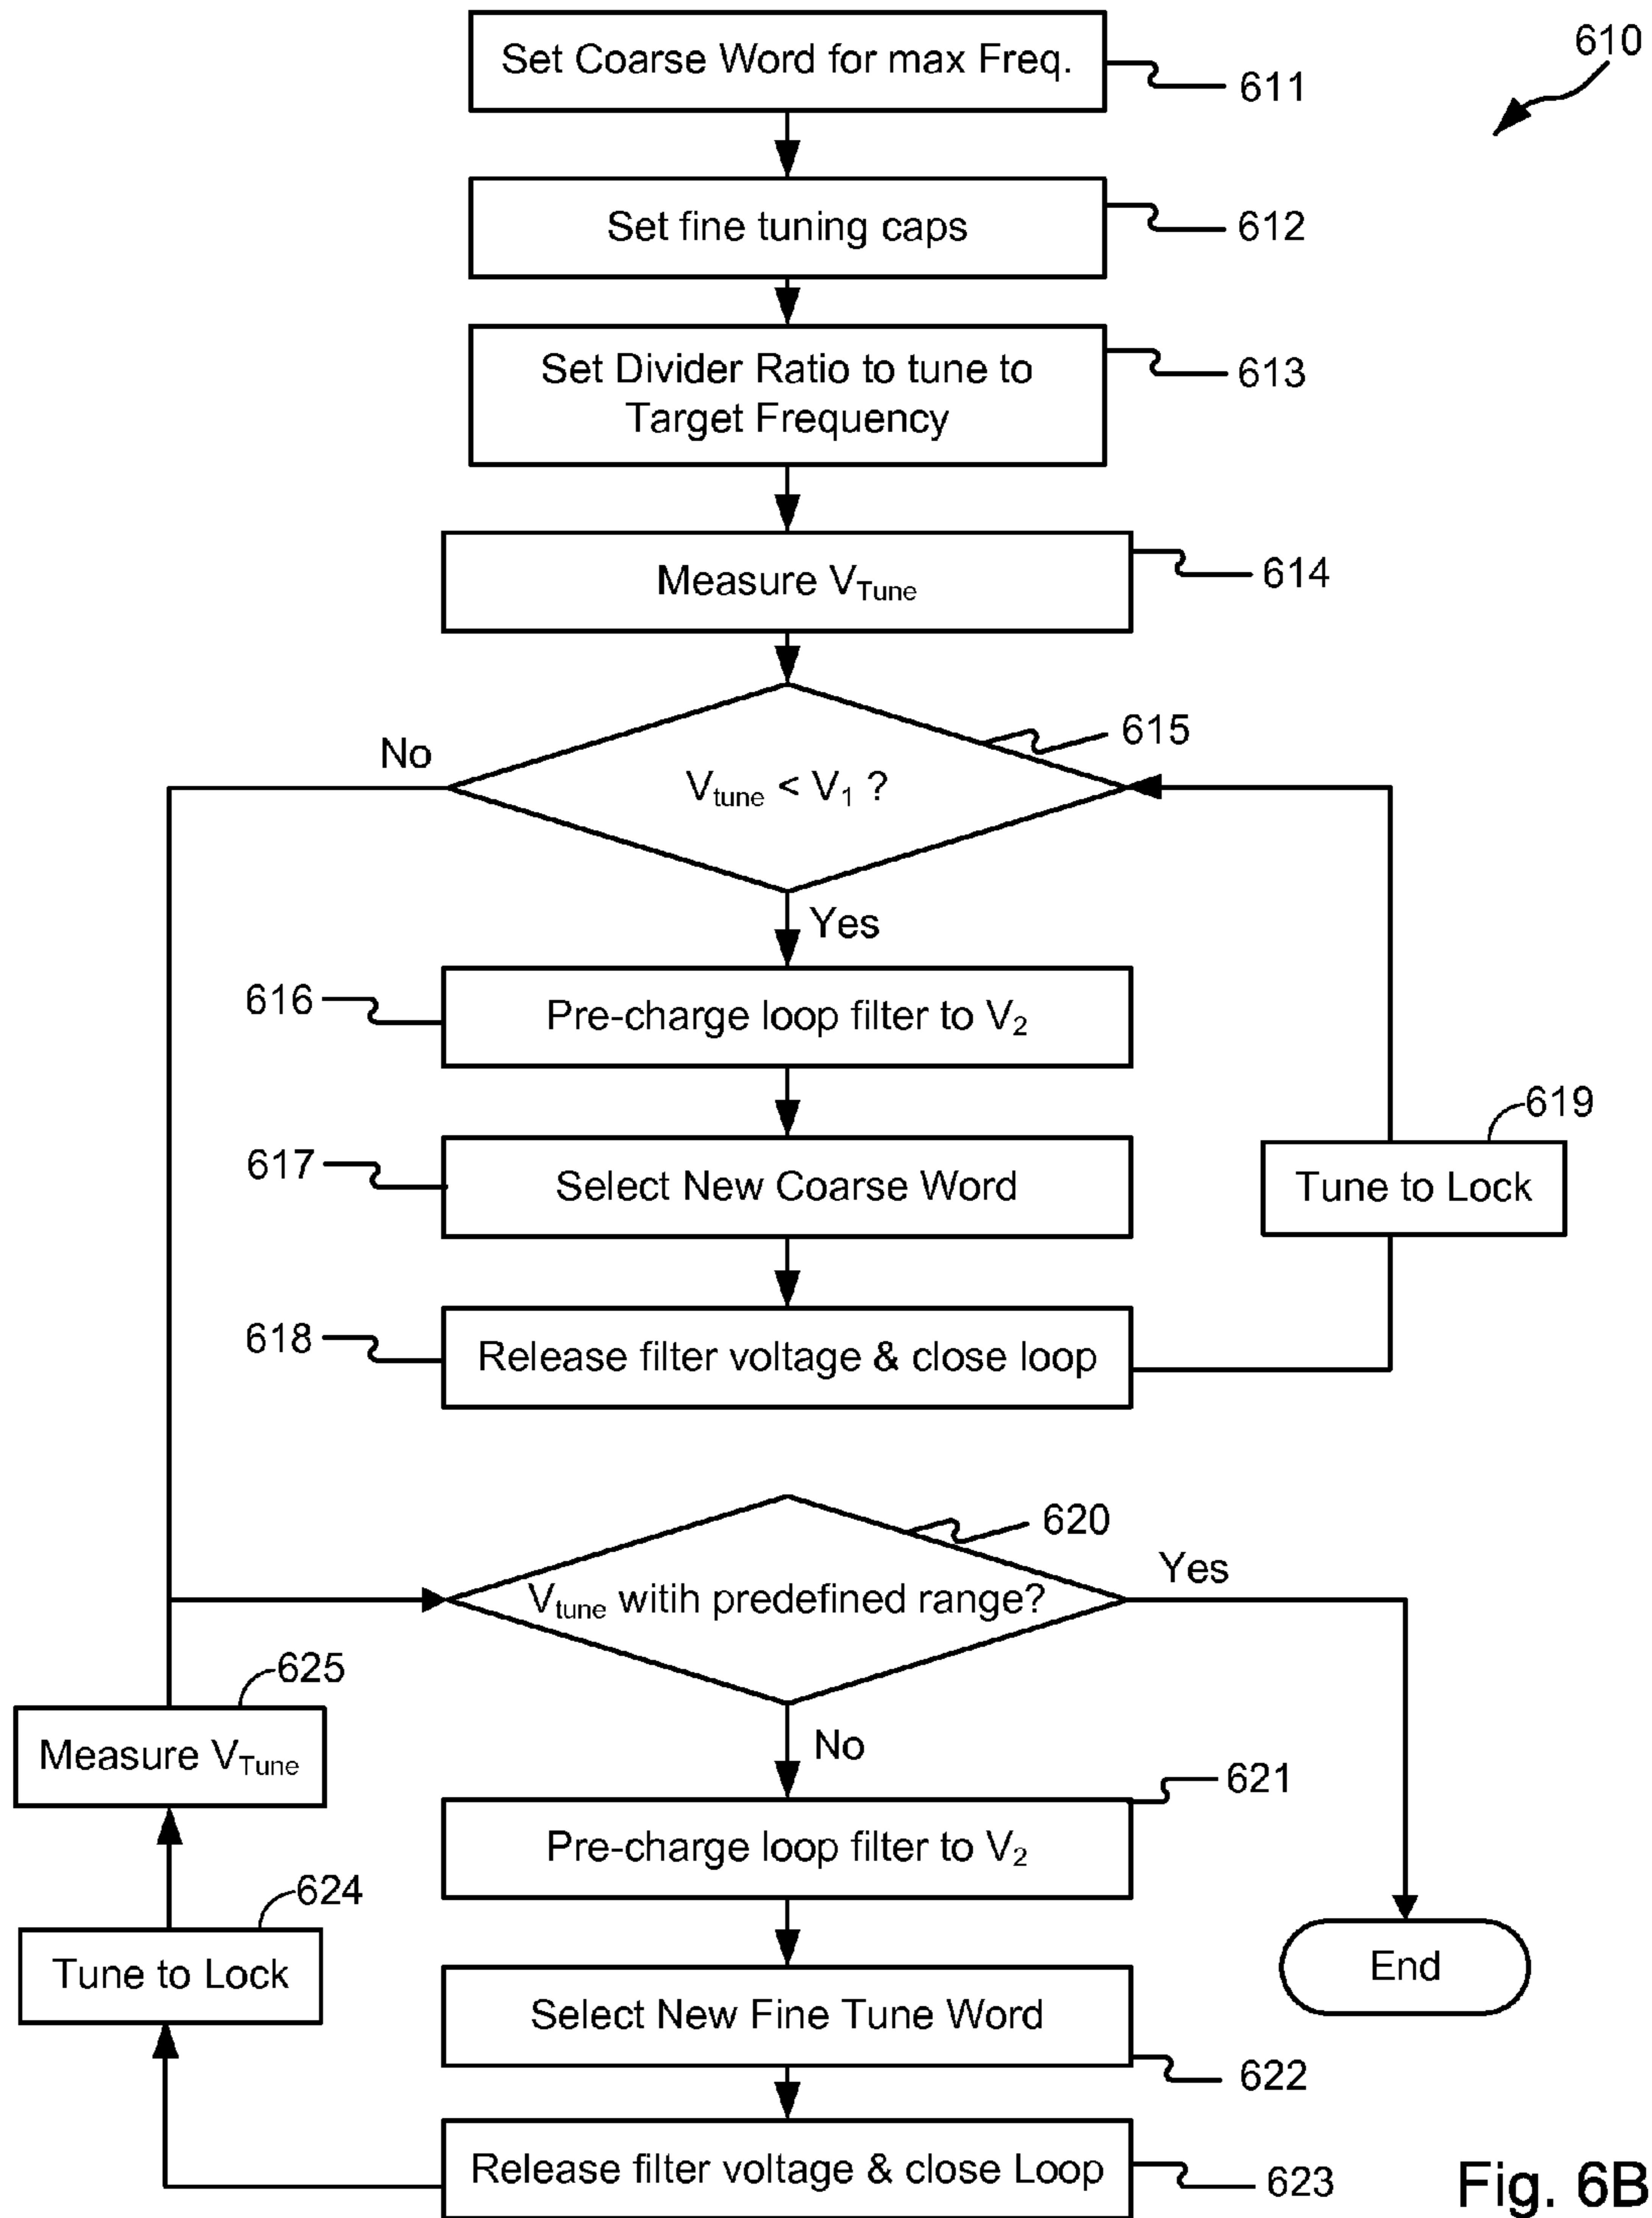 610
Set Coarse Word for max Freq.
611
Set fine tuning caps
612
Set Divider Ratio to tune to
Target Frequency
613
Measure VTune
614
615
No
Vtune < V1 ?
Yes
616
Pre-charge loop filter to V2
617
Select New Coarse Word
619
Tune to Lock
618
Release filter voltage & close loop
620
Yes
Vtune witih predefined range?
625
Measure VTune
No
621
Pre-charge loop filter to V2
624
Tune to Lock
End
Select New Fine Tune Word
622
Release filter voltage & close Loop
623
Fig. 6B